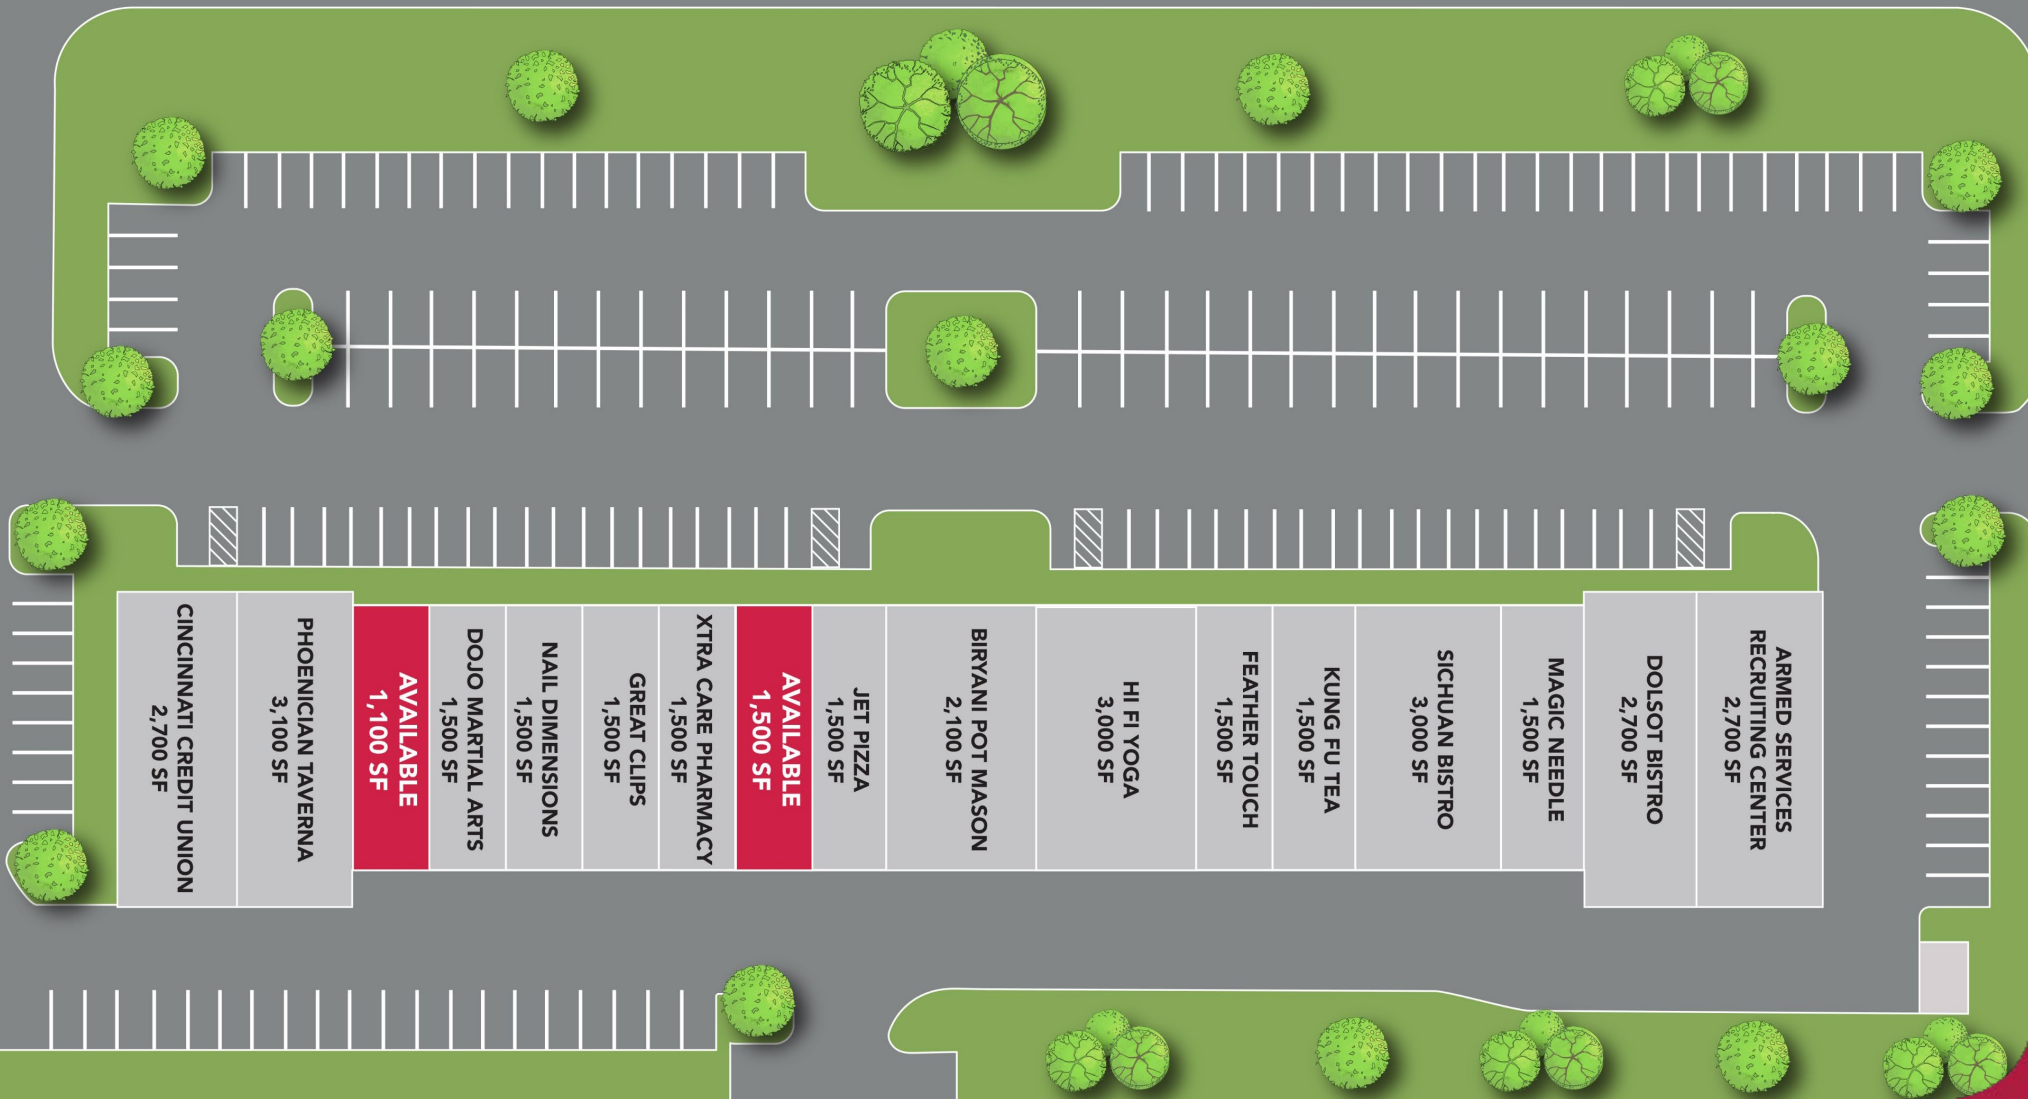 CINCINNATI CREDIT UNION
2,700 SF
PHOENICIAN TAVERNA
3,100 SF
AVAILABLE
1,100 SF
DOJO MARTIAL ARTS
1,500 SF
NAIL DIMENSIONS
1,500 SF
GREAT CLIPS
1,500 SF
XTRA CARE PHARMACY
1,500 SF
AVAILABLE
1,500 SF
JET PIZZA
1,500 SF
BIRYANI POT MASON
2,100 SF
HI FI YOGA
3,000 SF
FEATHER TOUCH
1,500 SF
KUNG FU TEA
1,500 SF
SICHUAN BISTRO
3,000 SF
MAGIC NEEDLE
1,500 SF
DOLSOT BISTRO
2,700 SF
ARMED SERVICES
RECRUITING CENTER
2,700 SF